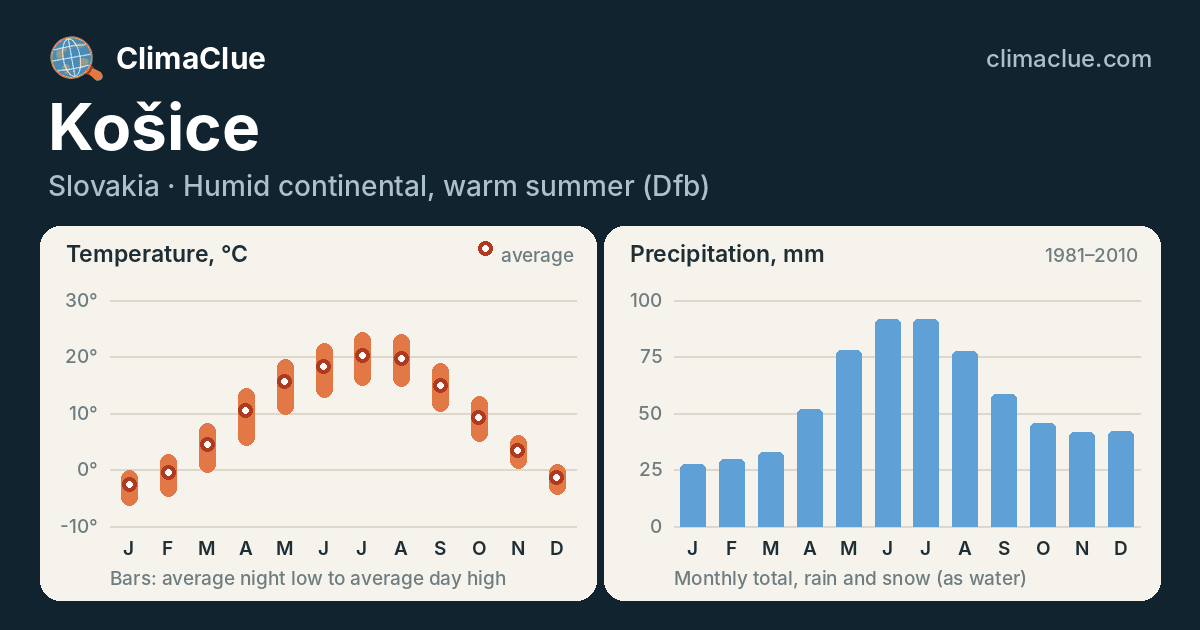 ClimaClue
climaclue.com
Košice
Slovakia · Humid continental, warm summer (Dfb)
Temperature, °C
average
30°
20°
10°
0°
-10°
J F M A M J J A S O N D
Bars: average night low to average day high
Precipitation, mm
1981–2010
100
75
50
25
0
J F M A M J J A S O N D
Monthly total, rain and snow (as water)